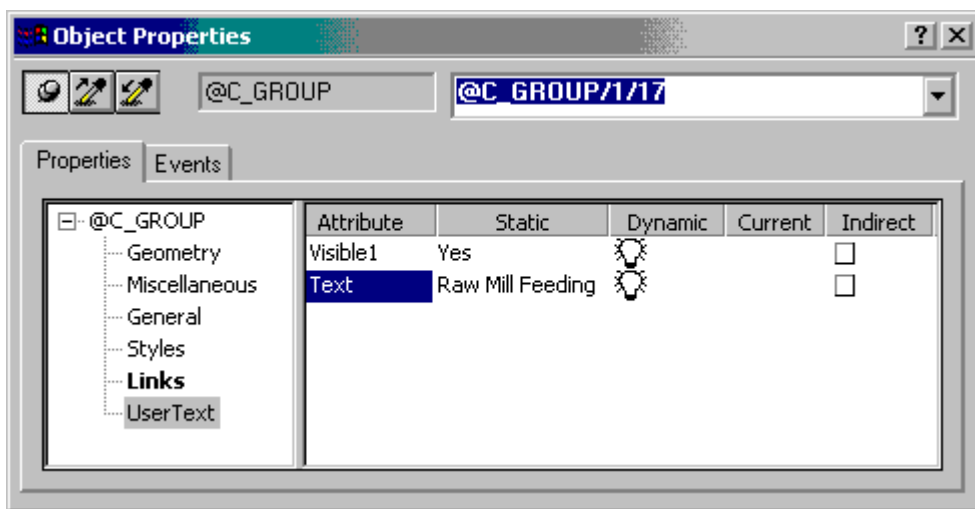 Object Properties
@C_GROUP @C_GROUP/1/17
Properties Events
@C_GROUP
Geometry
Miscellaneous
General
Styles
Links
UserText
Attribute Static Dynamic Current Indirect
Visible1 Yes
Text Raw Mill Feeding